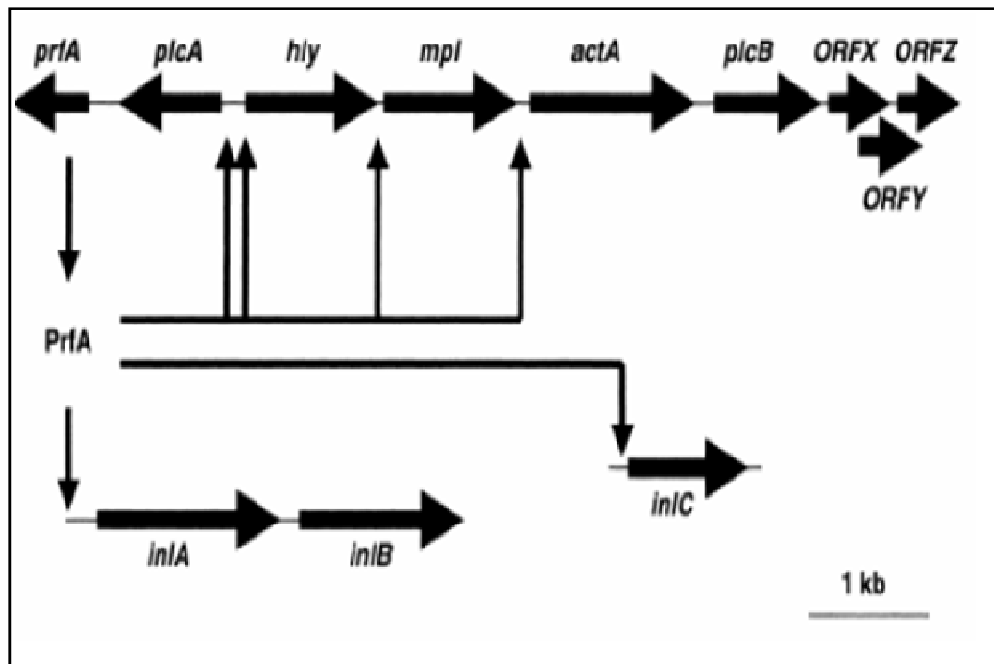 prfA plcA hly mpl actA plcB ORFX ORFZ
ORFY
PrfA
inlC
inlA inlB
1 kb